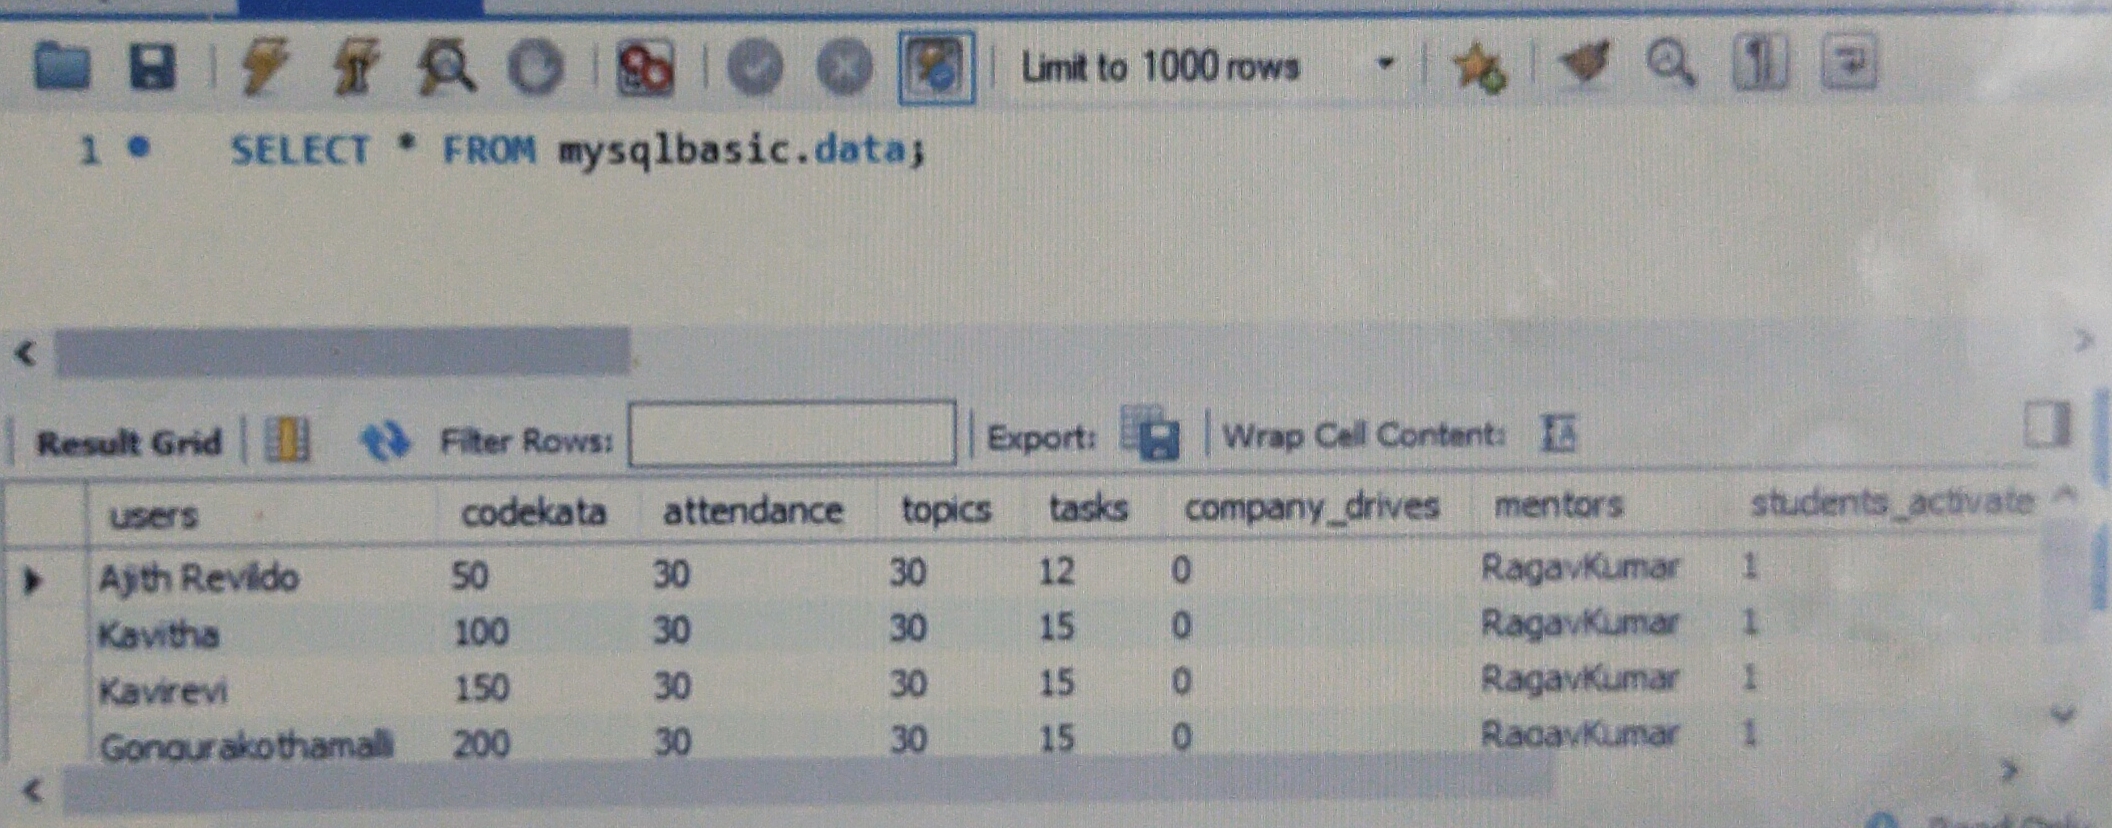 Limit to 1000 rows
1 SELECT * FROM mysqlbasic.data;
Result Grid Filter Rows: Export: Wrap Cell Content:
users codekata attendance topics tasks company_drives mentors students_activate
Ajith Revildo 50 30 30 12 0 RagavKumar 1
Kavitha 100 30 30 15 0 RagavKumar 1
Kavirevi 150 30 30 15 0 RagavKumar 1
Gongurakothamalli 200 30 30 15 0 RagavKumar 1